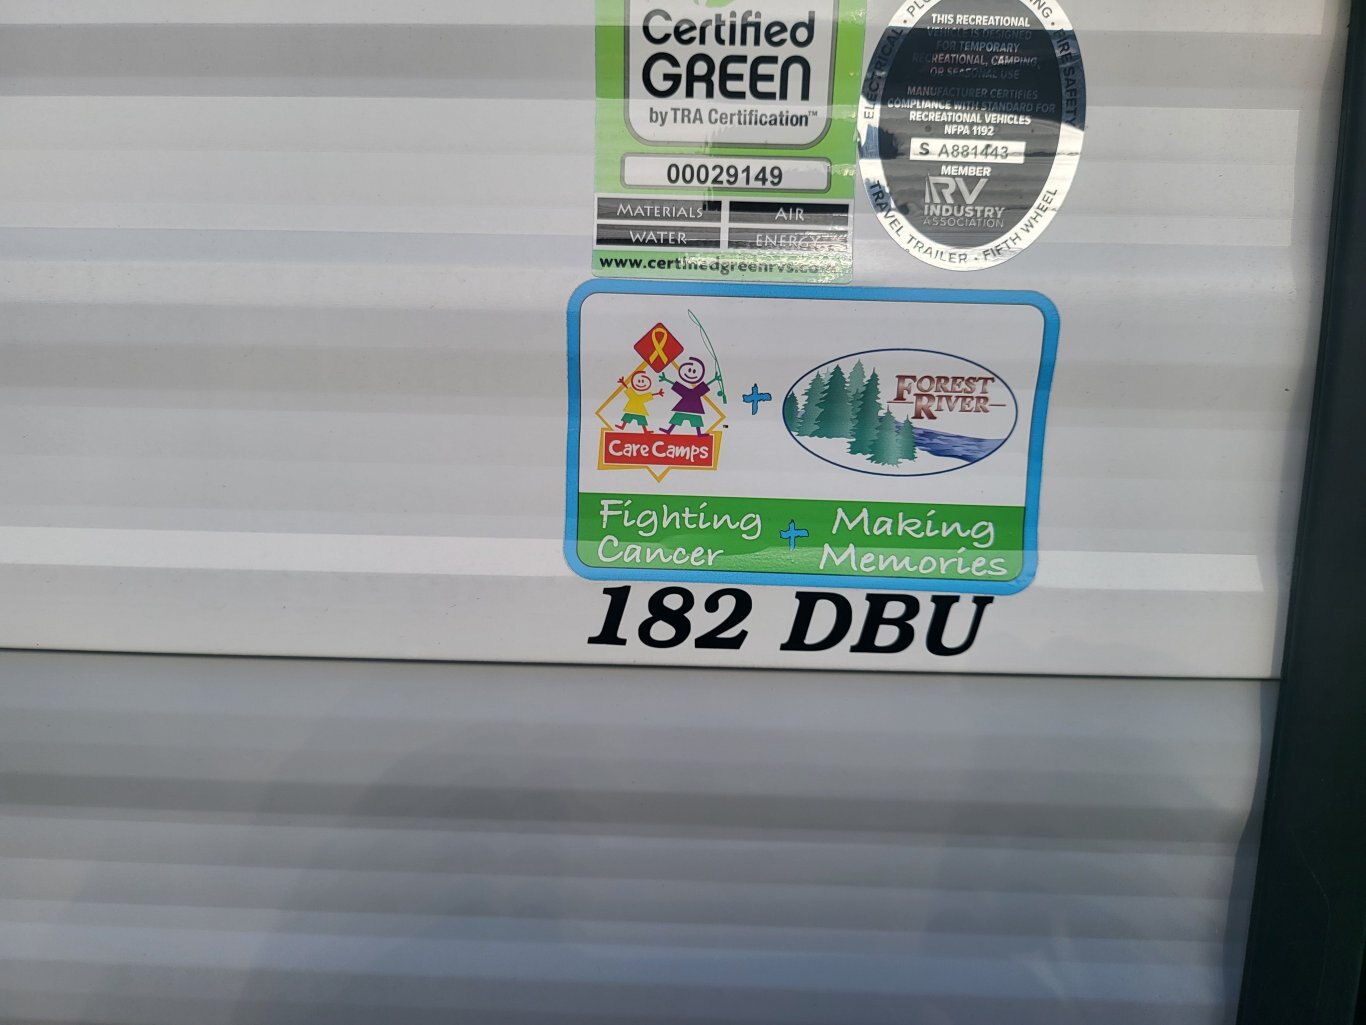 Certified
GREEN
by TRA Certification™
00029149
MATERIALS AIR
WATER ENERGY
www.certifiedgreenrvs.co
ELECTRICAL • FIRE SAFETY
THIS RECREATIONAL
VEHICLE IS DESIGNED
FOR TEMPORARY
RECREATIONAL, CAMPING,
OR SEASONAL USE
MANUFACTURER CERTIFIES
COMPLIANCE WITH STANDARD FOR
RECREATIONAL VEHICLES
NFPA 1192
S A881443
MEMBER
RV
INDUSTRY
ASSOCIATION
TRAVEL TRAILER • FIFTH WHEEL
Care Camps™
+
FOREST
RIVER
Fighting + Making
Cancer Memories
182 DBU